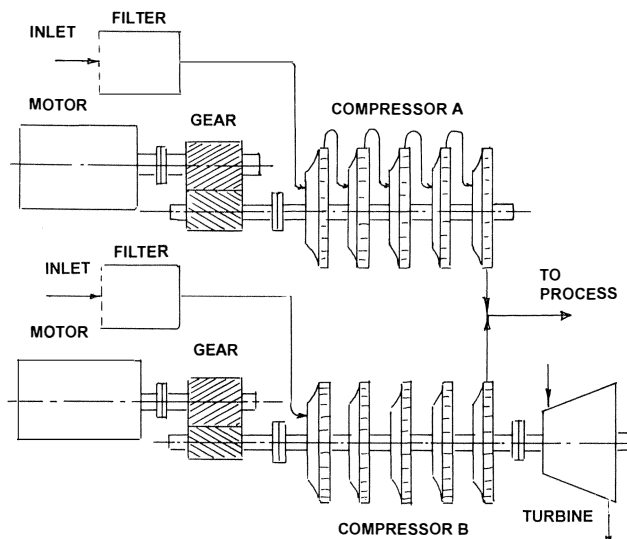 FILTER
INLET
COMPRESSOR A
MOTOR
GEAR
FILTER
INLET
TO
PROCESS
MOTOR
GEAR
COMPRESSOR B
TURBINE